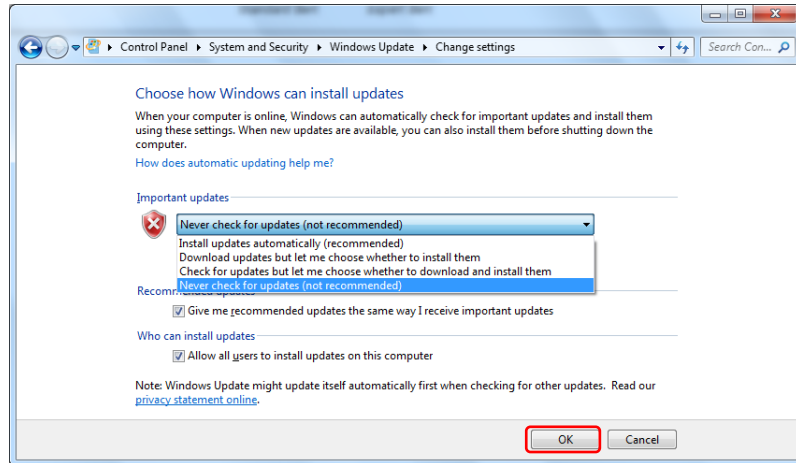 Control Panel ▸ System and Security ▸ Windows Update ▸ Change settings
Search Con...
Choose how Windows can install updates
When your computer is online, Windows can automatically check for important updates and install them
using these settings. When new updates are available, you can also install them before shutting down the
computer.
How does automatic updating help me?
Important updates
Never check for updates (not recommended)
Install updates automatically (recommended)
Download updates but let me choose whether to install them
Check for updates but let me choose whether to download and install them
Never check for updates (not recommended)
updates
Give me recommended updates the same way I receive important updates
Who can install updates
Allow all users to install updates on this computer
Note: Windows Update might update itself automatically first when checking for other updates. Read our
privacy statement online.
OK
Cancel